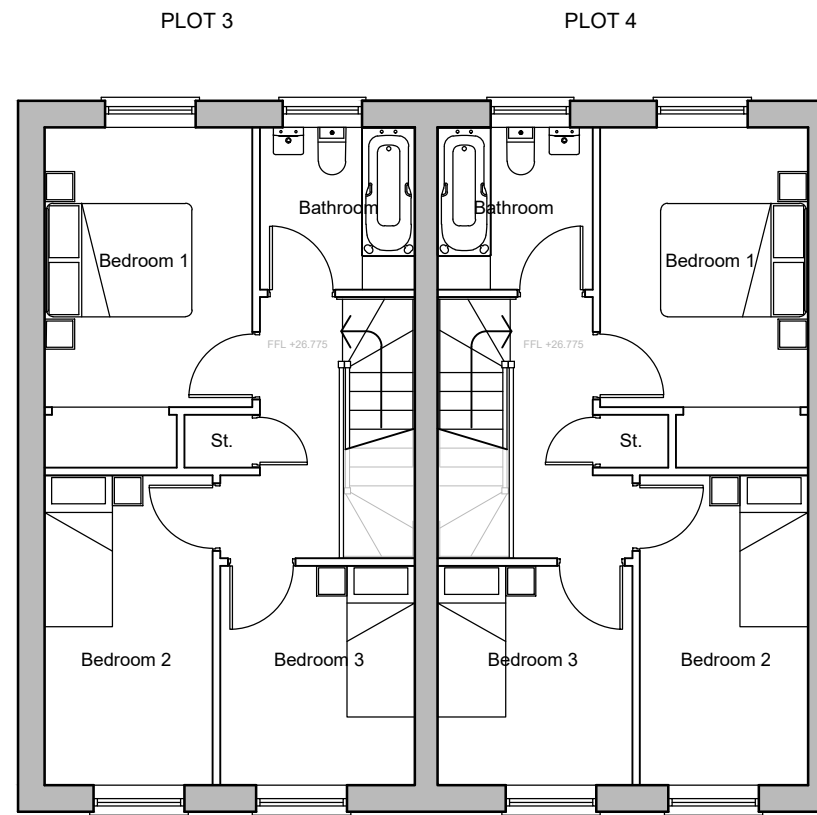 PLOT 3
PLOT 4
Bathroom
Bathroom
Bedroom 1
Bedroom 1
FFL +26.775
FFL +26.775
St.
St.
Bedroom 2
Bedroom 3
Bedroom 3
Bedroom 2